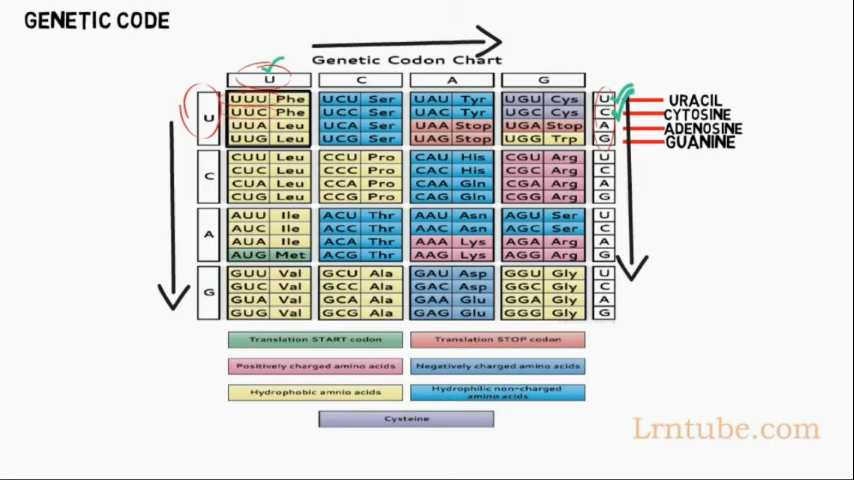 GENETIC CODE
Genetic Codon Chart
U C A G
U
UUU Phe UCU Ser UAU Tyr UGU Cys U
UUC Phe UCC Ser UAC Tyr UGC Cys C
UUA Leu UCA Ser UAA Stop UGA Stop A
UUG Leu UCG Ser UAG Stop UGG Trp G
URACIL
CYTOSINE
ADENOSINE
GUANINE
C
CUU Leu CCU Pro CAU His CGU Arg U
CUC Leu CCC Pro CAC His CGC Arg C
CUA Leu CCA Pro CAA Gln CGA Arg A
CUG Leu CCG Pro CAG Gln CGG Arg G
A
AUU Ile ACU Thr AAU Asn AGU Ser U
AUC Ile ACC Thr AAC Asn AGC Ser C
AUA Ile ACA Thr AAA Lys AGA Arg A
AUG Met ACG Thr AAG Lys AGG Arg G
G
GUU Val GCU Ala GAU Asp GGU Gly U
GUC Val GCC Ala GAC Asp GGC Gly C
GUA Val GCA Ala GAA Glu GGA Gly A
GUG Val GCG Ala GAG Glu GGG Gly G
Translation START codon Translation STOP codon
Positively charged amino acids Negatively charged amino acids
Hydrophobic amnio acids Hydrophilic non-charged
amino acids
Cysteine
Lrntube.com